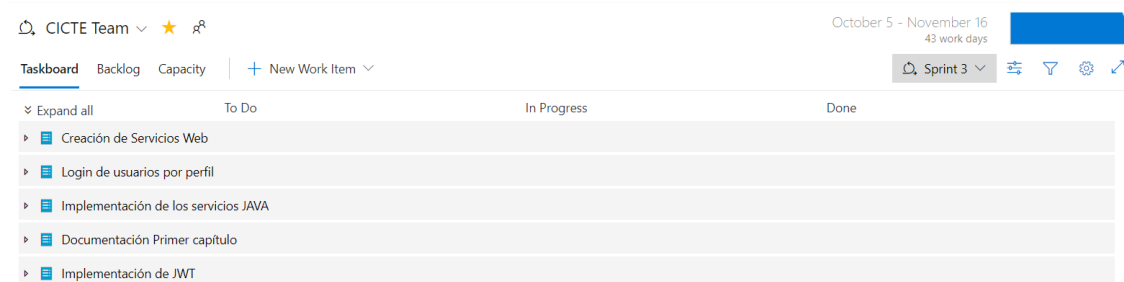 CICTE Team
October 5 - November 16
43 work days
Taskboard Backlog Capacity New Work Item
Sprint 3
Expand all To Do In Progress Done
Creación de Servicios Web
Login de usuarios por perfil
Implementación de los servicios JAVA
Documentación Primer capítulo
Implementación de JWT